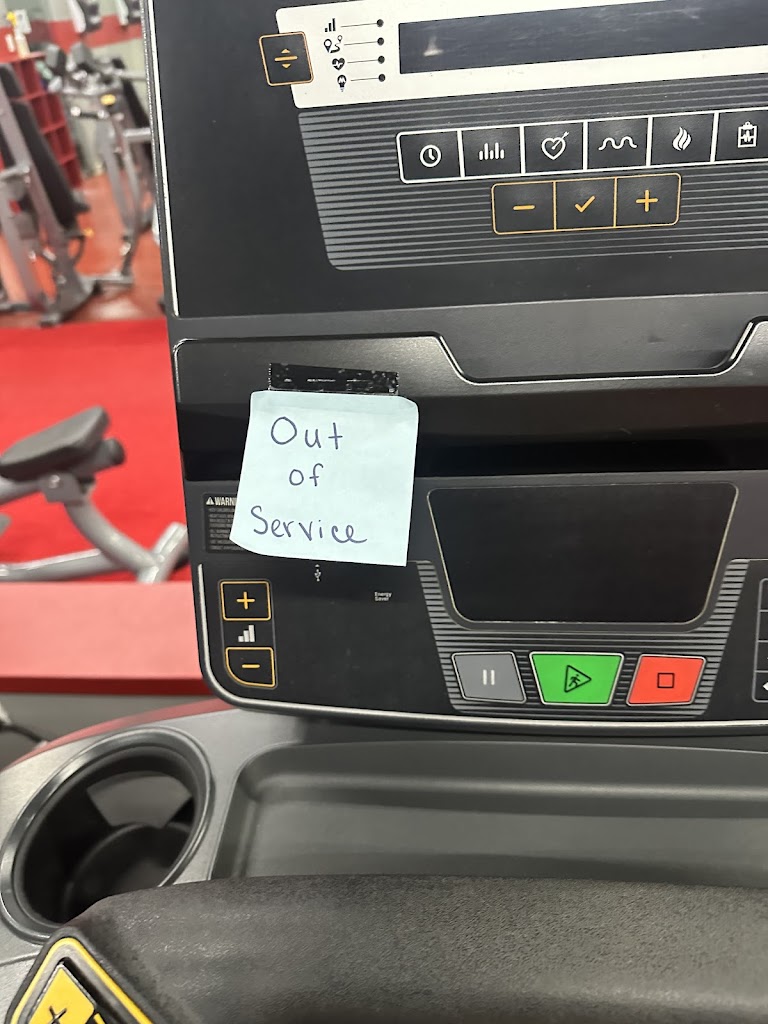 Out
of
Service
Energy
Saver